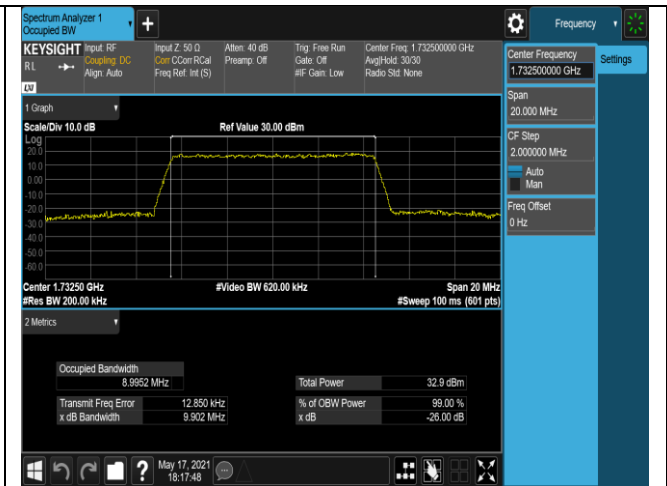 Spectrum Analyzer 1
Occupied BW
+
Frequency
KEYSIGHT
RL
LXI
Input: RF
Coupling: DC
Align: Auto
Input Z: 50 Ω
Corr CCorr RCal
Freq Ref: Int (S)
Atten: 40 dB
Preamp: Off
Trig: Free Run
Gate: Off
#IF Gain: Low
Center Freq: 1.732500000 GHz
Avg|Hold: 30/30
Radio Std: None
Center Frequency
1.732500000 GHz
Settings
Span
20.000 MHz
CF Step
2.000000 MHz
Auto
Man
Freq Offset
0 Hz
1 Graph
Scale/Div 10.0 dB
Ref Value 30.00 dBm
Log
20.0
10.0
0.00
-10.0
-20.0
-30.0
-40.0
-50.0
-60.0
Center 1.73250 GHz
#Video BW 620.00 kHz
Span 20 MHz
#Res BW 200.00 kHz
#Sweep 100 ms (601 pts)
2 Metrics
Occupied Bandwidth
8.9952 MHz
Total Power 32.9 dBm
Transmit Freq Error 12.850 kHz
% of OBW Power 99.00 %
x dB Bandwidth 9.902 MHz
x dB -26.00 dB
?
May 17, 2021
18:17:48